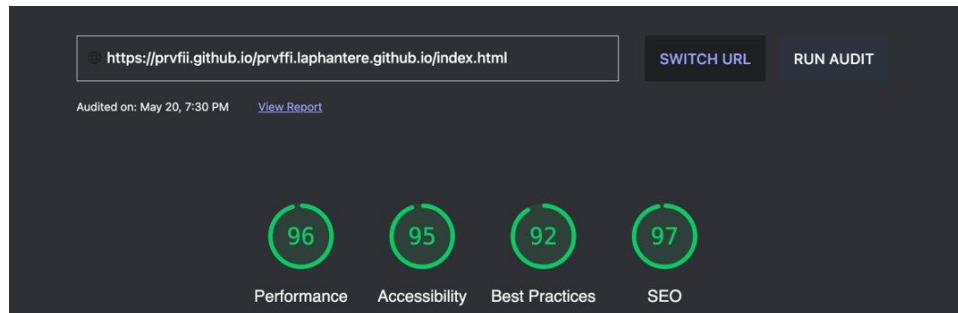 https://prvfii.github.io/prvffi.laphantere.github.io/index.html
SWITCH URL
RUN AUDIT
Audited on: May 20, 7:30 PM
View Report
96
95
92
97
Performance
Accessibility
Best Practices
SEO